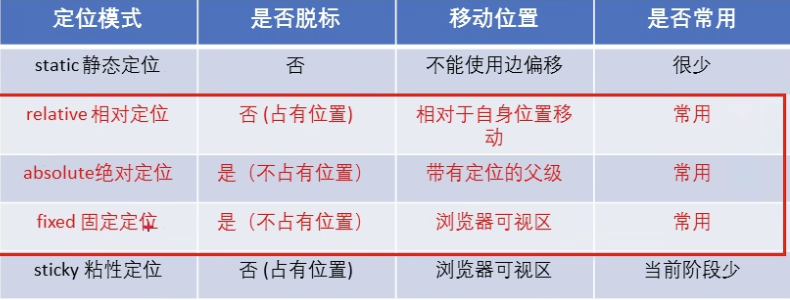 定位模式 是否脱标 移动位置 是否常用
static 静态定位 否 不能使用边偏移 很少
relative 相对定位 否 (占有位置) 相对于自身位置移
动 常用
absolute绝对定位 是（不占有位置） 带有定位的父级 常用
fixed 固定定位 是（不占有位置） 浏览器可视区 常用
sticky 粘性定位 否 (占有位置) 浏览器可视区 当前阶段少